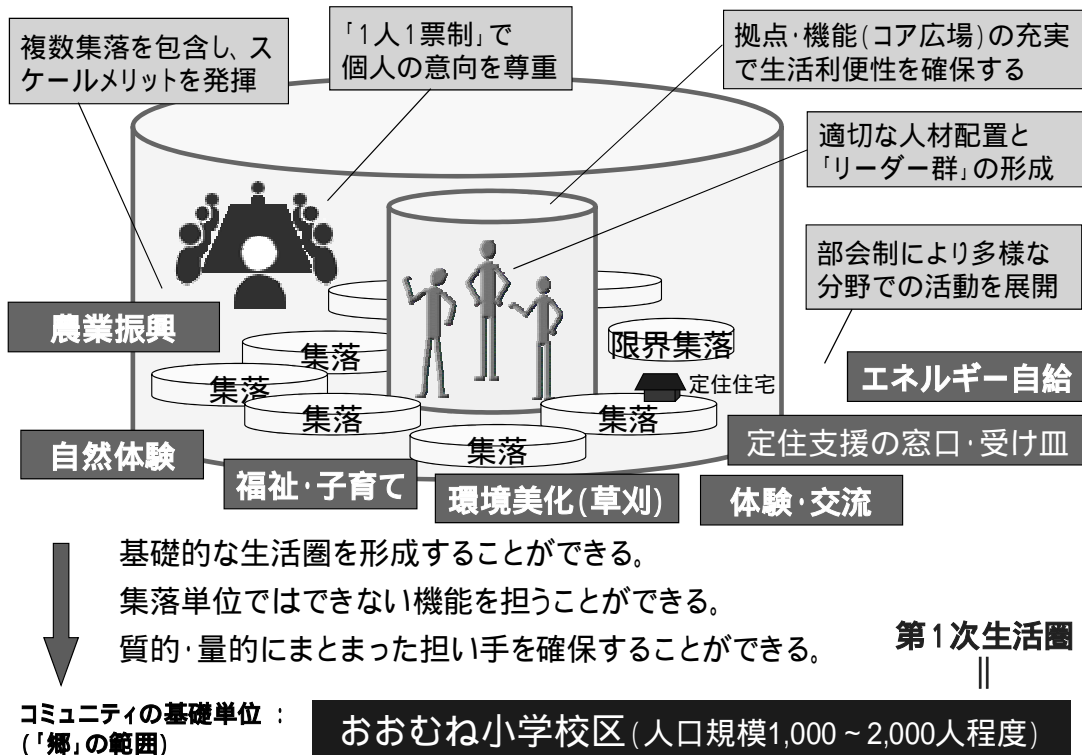 複数集落を包含し、ス
ケールメリットを発揮
「1人1票制」で
個人の意向を尊重
拠点・機能(コア広場)の充実
で生活利便性を確保する
適切な人材配置と
「リーダー群」の形成
部会制により多様な
分野での活動を展開
農業振興
集落
限界集落
集落
定住住宅
エネルギー自給
集落
集落
集落
定住支援の窓口・受け皿
自然体験
福祉・子育て
環境美化(草刈)
体験・交流
基礎的な生活圏を形成することができる。
集落単位ではできない機能を担うことができる。
質的・量的にまとまった担い手を確保することができる。
第1次生活圏
||
コミュニティの基礎単位:
(「郷」の範囲)
おおむね小学校区(人口規模1,000~2,000人程度)